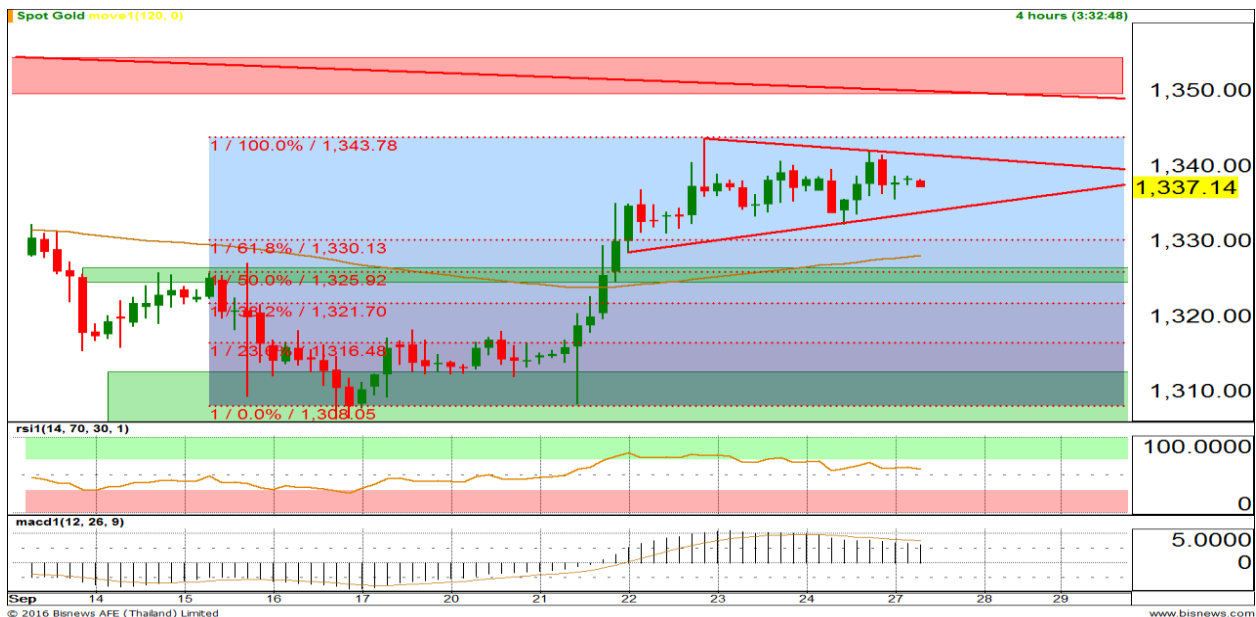 Spot Gold move1(120, 0)
4 hours (3:32:48)
1,350.00
1 / 100.0% / 1,343.78
1,340.00
1,337.14
1 / 61.8% / 1,330.13
1,330.00
1 / 50.0% / 1,325.92
1 / 38.2% / 1,321.70
1,320.00
1 / 23.6% / 1,316.48
1,310.00
1 / 0.0% / 1,308.05
rsi1(14, 70, 30, 1)
100.0000
0
macd1(12, 26, 9)
5.0000
0
Sep 14 15 16 17 20 21 22 23 24 27 28 29
© 2016 Bisnews AFE (Thailand) Limited
www.bisnews.com